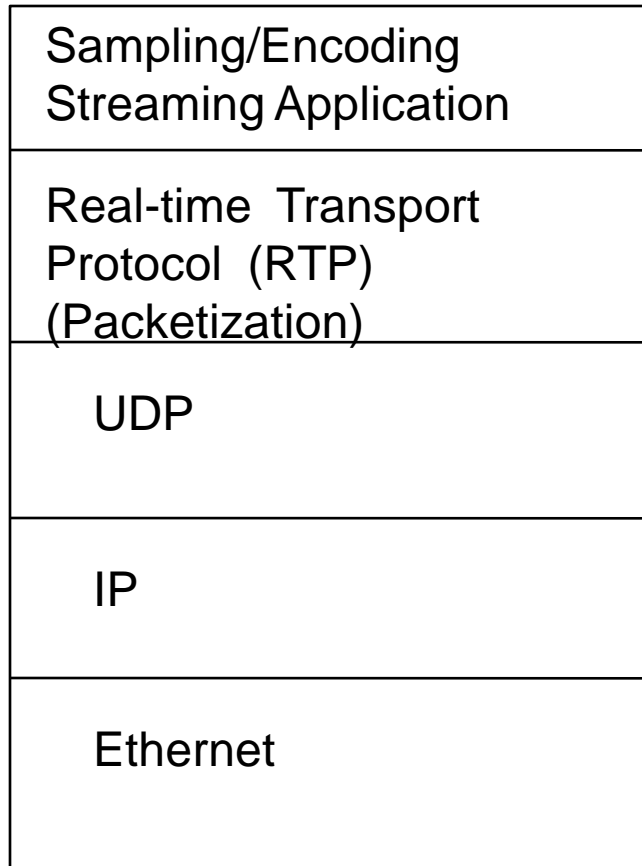 Sampling/Encoding
Streaming Application
Real-time Transport
Protocol (RTP)
(Packetization)
UDP
IP
Ethernet